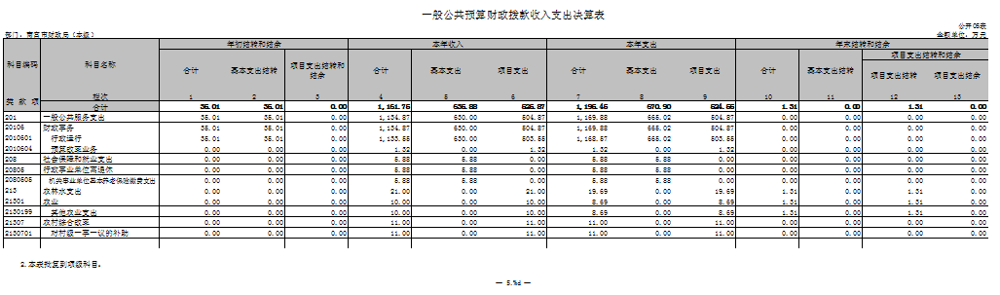 一般公共预算财政拨款收入支出决算表
公开05表
部门：南宫市财政局（本级） 金额单位：万元
科目编码 科目名称 年初结转和结余 本年收入 本年支出 年末结转和结余
合计 基本支出结转 项目支出结转和结余 合计 基本支出 项目支出 合计 基本支出 项目支出 合计 基本支出结转 项目支出结转和结余
项目支出结转 项目支出结余
类 款 项 栏次 1 2 3 4 5 6 7 8 9 10 11 12 13
合计 36.01 36.01 0.00 1,161.76 636.88 1,196.46 670.90 1.31 0.00 1.31 0.00
201 一般公共服务支出 35.01 35.01 0.00 1,134.87 630.00 504.87 1,169.88 665.02 504.87 0.00 0.00 0.00 0.00
20106 财政事务 35.01 35.01 0.00 1,134.87 630.00 504.87 1,169.88 665.02 504.87 0.00 0.00 0.00 0.00
2010601 行政运行 35.01 35.01 0.00 1,133.55 630.00 503.55 1,168.57 665.02 503.55 0.00 0.00 0.00 0.00
2010604 预算改革业务 0.00 0.00 0.00 1.32 0.00 1.32 1.32 0.00 1.32 0.00 0.00 0.00 0.00
208 社会保障和就业支出 0.00 0.00 0.00 5.88 5.88 0.00 5.88 5.88 0.00 0.00 0.00 0.00 0.00
20805 行政事业单位离退休 0.00 0.00 0.00 5.88 5.88 0.00 5.88 5.88 0.00 0.00 0.00 0.00 0.00
2080505 机关事业单位基本养老保险缴费支出 0.00 0.00 0.00 5.88 5.88 0.00 5.88 5.88 0.00 0.00 0.00 0.00 0.00
213 农林水支出 0.00 0.00 0.00 21.00 0.00 21.00 19.69 0.00 19.69 1.31 0.00 1.31 0.00
21301 农业 0.00 0.00 0.00 10.00 0.00 10.00 8.69 0.00 8.69 1.31 0.00 1.31 0.00
2130199 其他农业支出 0.00 0.00 0.00 10.00 0.00 10.00 8.69 0.00 8.69 1.31 0.00 1.31 0.00
21307 农村综合改革 0.00 0.00 0.00 11.00 0.00 11.00 11.00 0.00 11.00 0.00 0.00 0.00 0.00
2130701 对村级一事一议的补助 0.00 0.00 0.00 11.00 0.00 11.00 11.00 0.00 11.00 0.00 0.00 0.00 0.00
2.本表批复到项级科目。
— 5.%d —